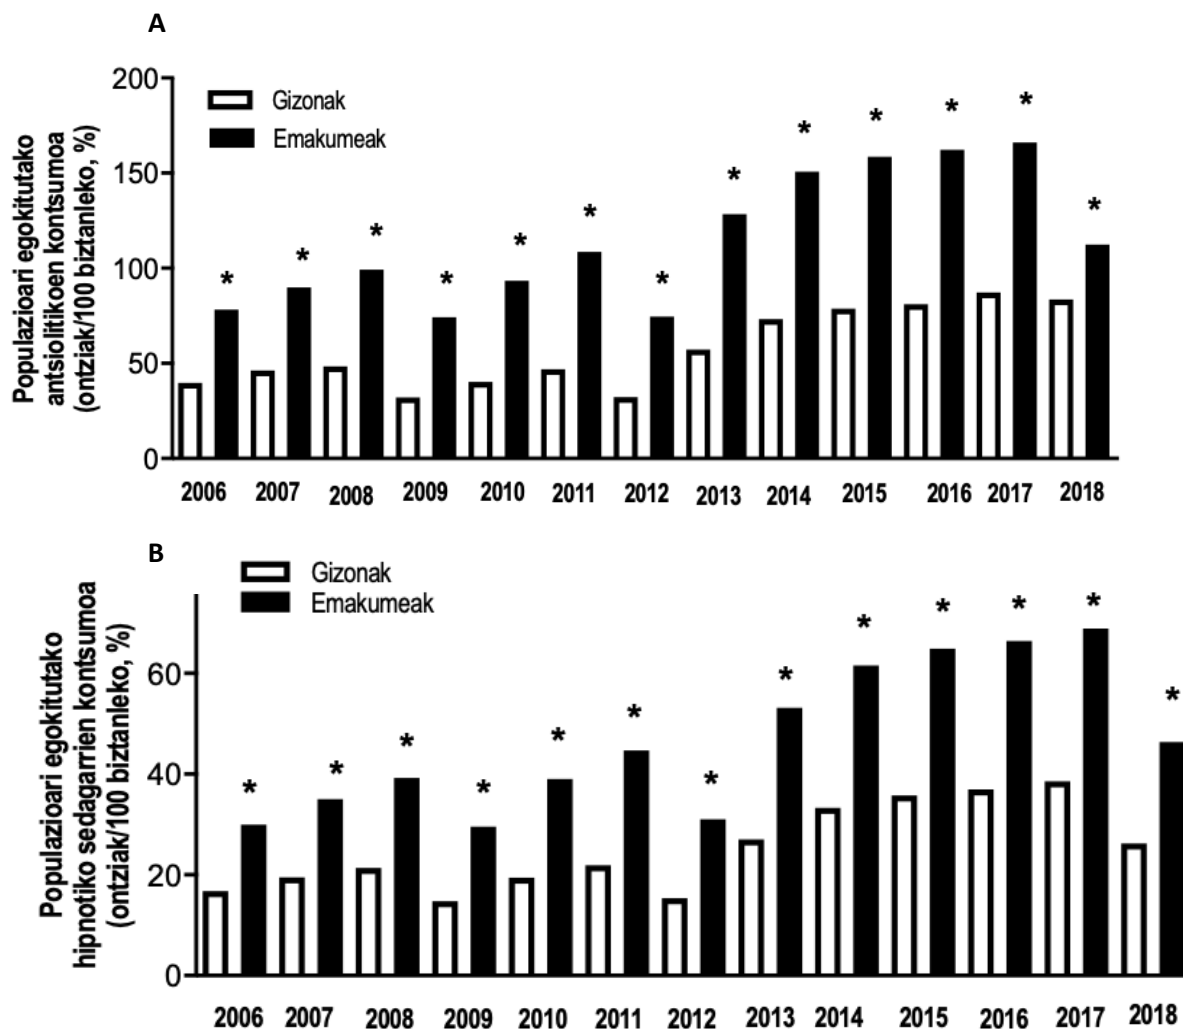 A
Populazioari egokitutako
antsiolitikoen kontsumoa
(ontziak/100 biztanleko, %)
200
150
100
50
0
Gizonak
Emakumeak
* * * * * * * * * * * * *
2006 2007 2008 2009 2010 2011 2012 2013 2014 2015 2016 2017 2018
B
Populazioari egokitutako
hipnotiko sedagarrien kontsumoa
(ontziak/100 biztanleko, %)
60
40
20
0
Gizonak
Emakumeak
* * * * * * * * * * * * *
2006 2007 2008 2009 2010 2011 2012 2013 2014 2015 2016 2017 2018